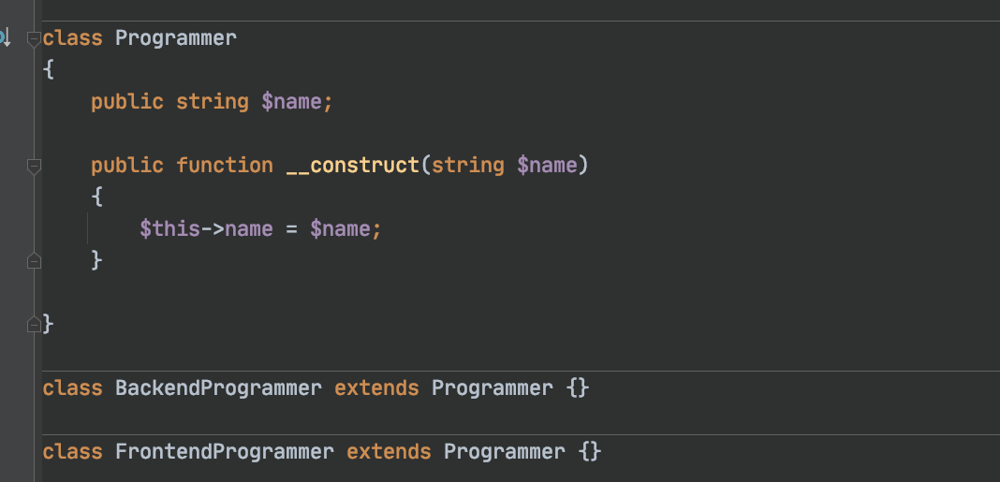 class Programmer
{
    public string $name;
    public function __construct(string $name)
    {
        $this->name = $name;
    }
}
class BackendProgrammer extends Programmer {}
class FrontendProgrammer extends Programmer {}